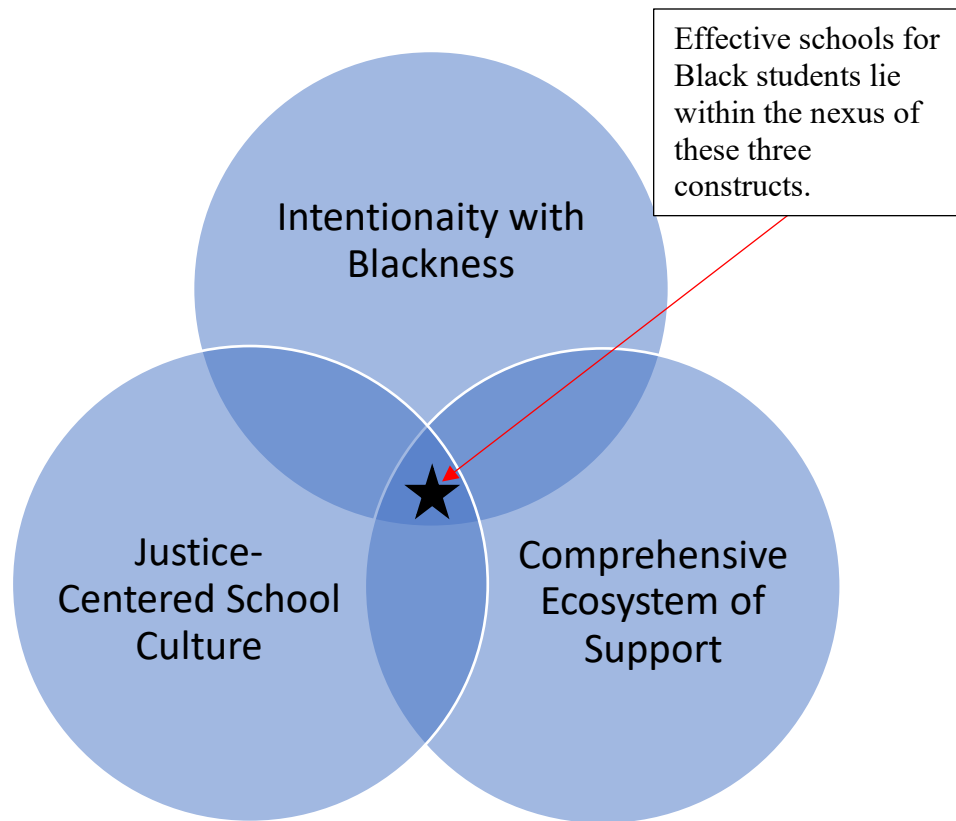 Effective schools for
Black students lie
within the nexus of
these three
constructs.
Intentionaity with
Blackness
Justice-
Centered School
Culture
Comprehensive
Ecosystem of
Support